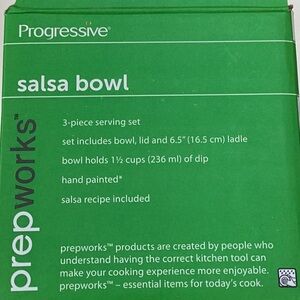 Progressive®
salsa bowl
3-piece serving set
set includes bowl, lid and 6.5" (16.5 cm) ladle
bowl holds 1½ cups (236 ml) of dip
hand painted*
salsa recipe included
prepworks™
prepworks™ products are created by people who
understand having the correct kitchen tool can
make your cooking experience more enjoyable.
prepworks™ – essential items for today's cook.